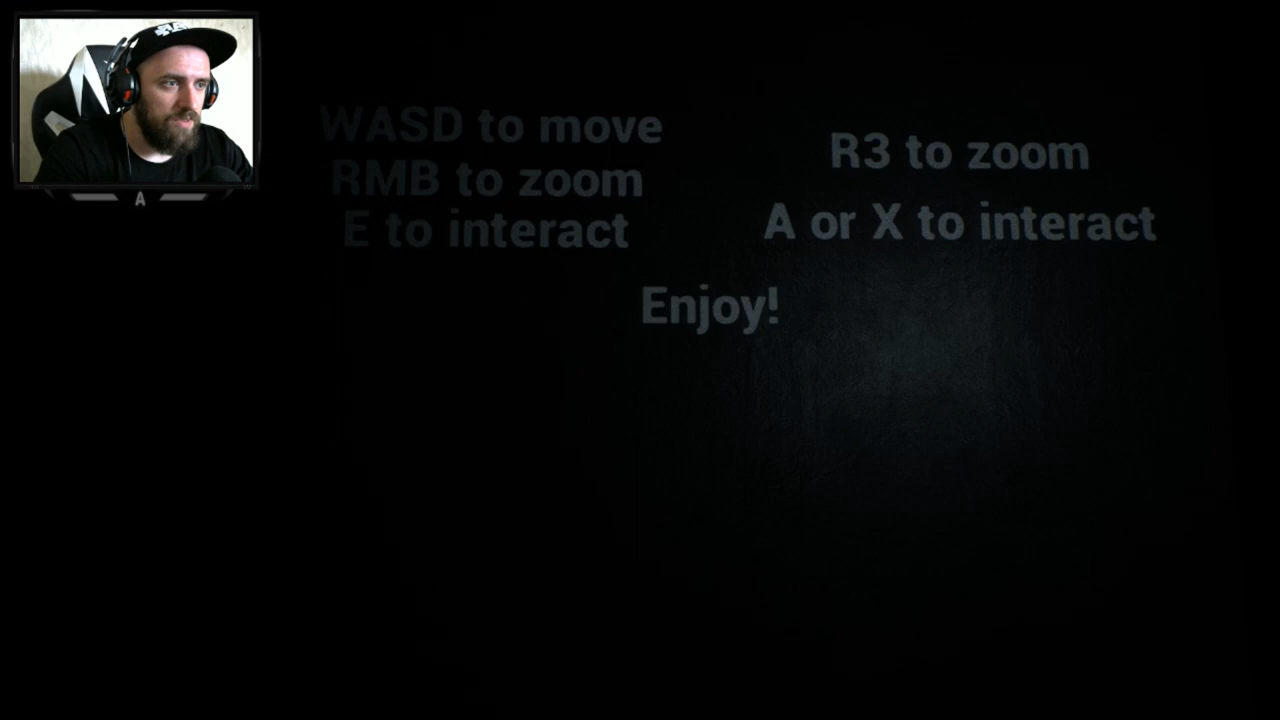 WASD to move
RMB to zoom
E to interact
R3 to zoom
A or X to interact
Enjoy!
A